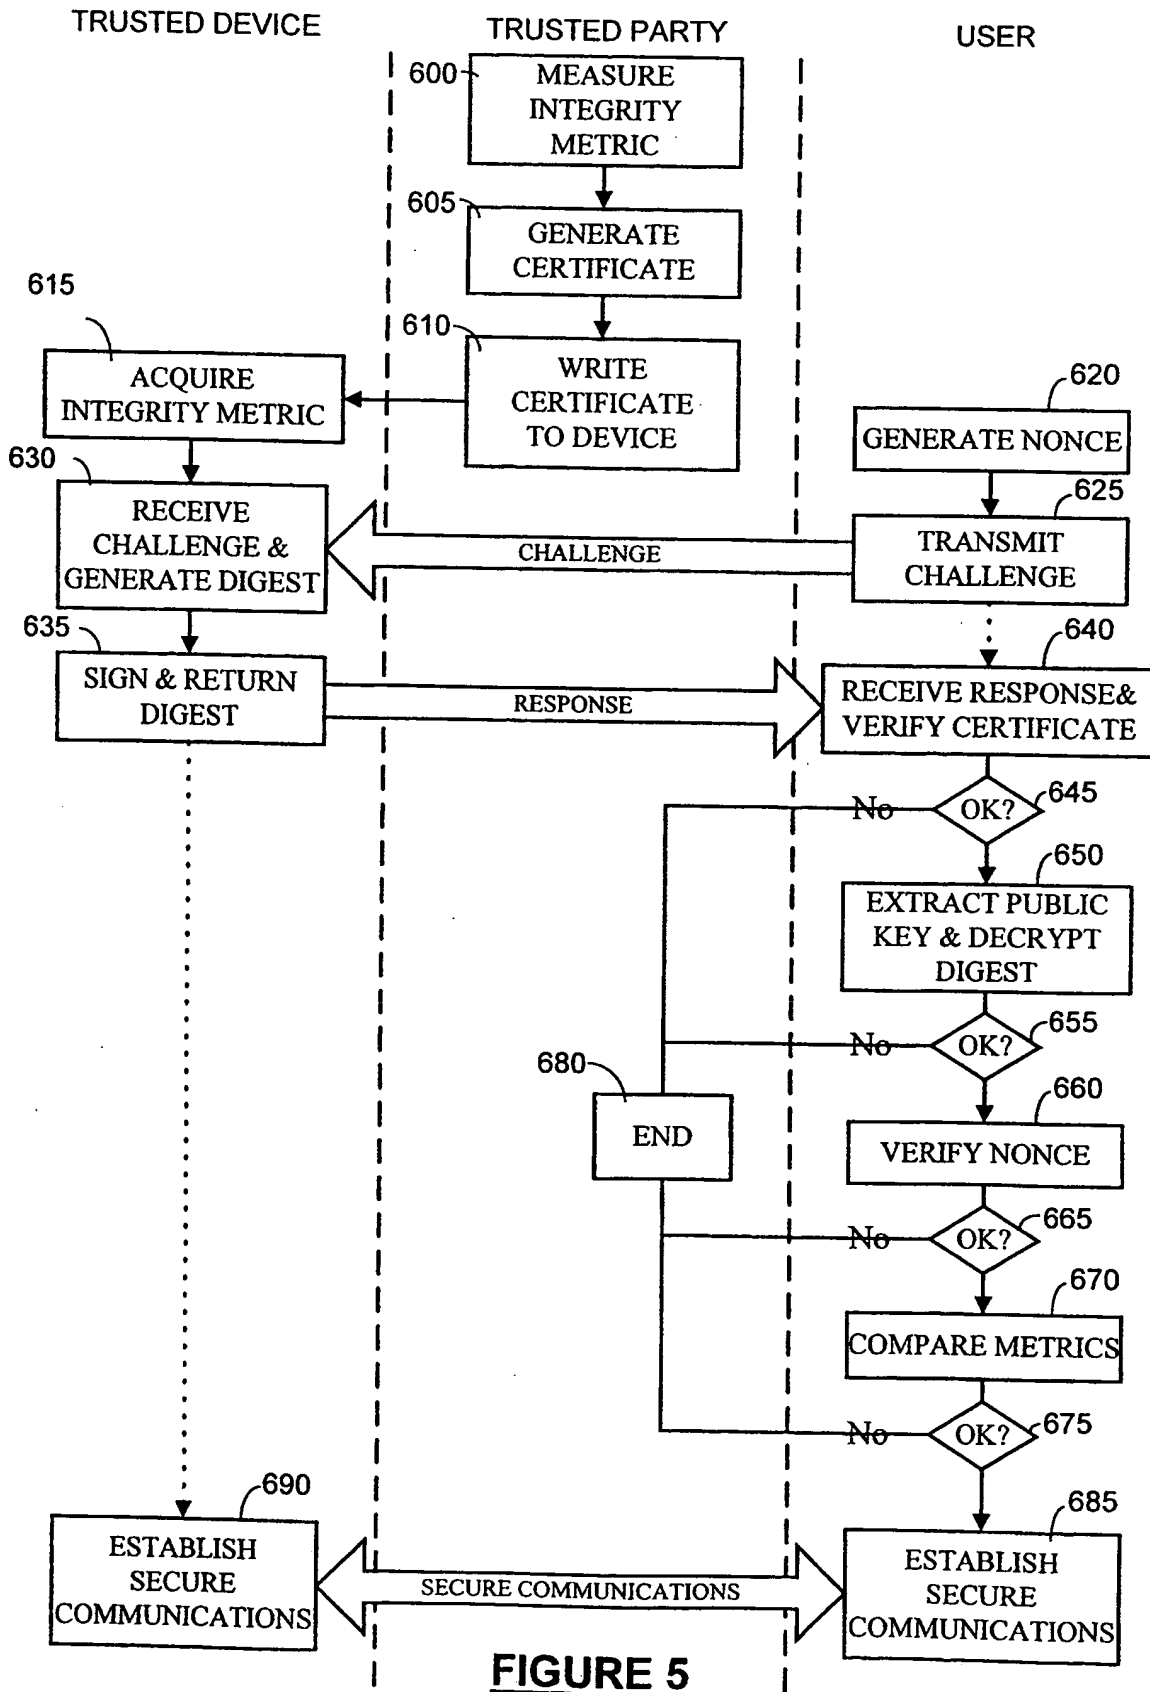 TRUSTED DEVICE
TRUSTED PARTY
USER
600
MEASURE
INTEGRITY
METRIC
605
GENERATE
CERTIFICATE
610
WRITE
CERTIFICATE
TO DEVICE
615
ACQUIRE
INTEGRITY METRIC
620
GENERATE NONCE
625
TRANSMIT
CHALLENGE
CHALLENGE
630
RECEIVE
CHALLENGE &
GENERATE DIGEST
635
SIGN & RETURN
DIGEST
RESPONSE
640
RECEIVE RESPONSE&
VERIFY CERTIFICATE
645
OK?
No
650
EXTRACT PUBLIC
KEY & DECRYPT
DIGEST
655
OK?
No
680
END
660
VERIFY NONCE
665
OK?
No
670
COMPARE METRICS
675
OK?
No
690
ESTABLISH
SECURE
COMMUNICATIONS
SECURE COMMUNICATIONS
685
ESTABLISH
SECURE
COMMUNICATIONS
FIGURE 5